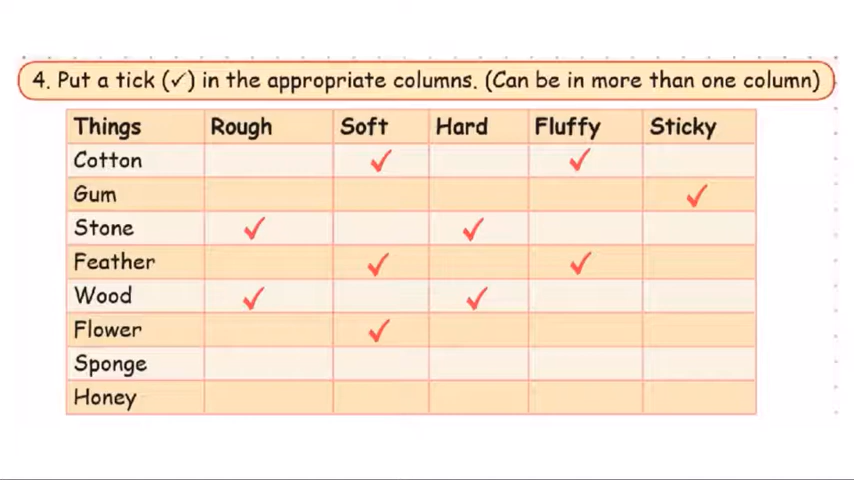 4. Put a tick (✓) in the appropriate columns. (Can be in more than one column)
Things Rough Soft Hard Fluffy Sticky
Cotton ✓ ✓
Gum ✓
Stone ✓ ✓
Feather ✓ ✓
Wood ✓ ✓
Flower ✓
Sponge
Honey